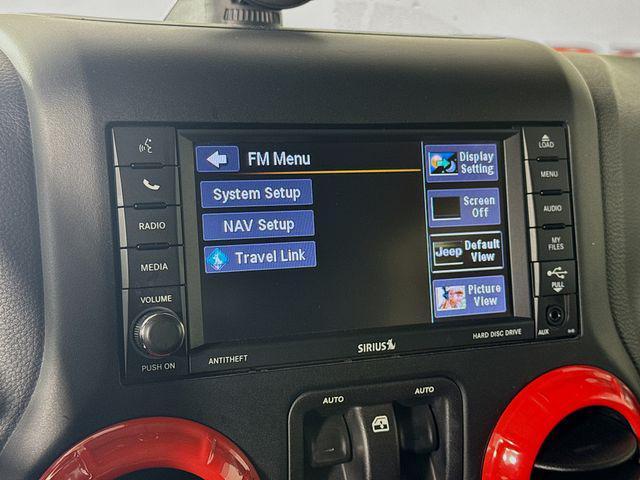 FM Menu
System Setup
NAV Setup
Travel Link
Display
Setting
Screen
Off
Jeep
Default
View
Picture
View
RADIO
MEDIA
VOLUME
PUSH ON
LOAD
MENU
AUDIO
MY
FILES
PULL
AUX
ANTITHEFT
SIRIUS
HARD DISC DRIVE
AUTO
AUTO